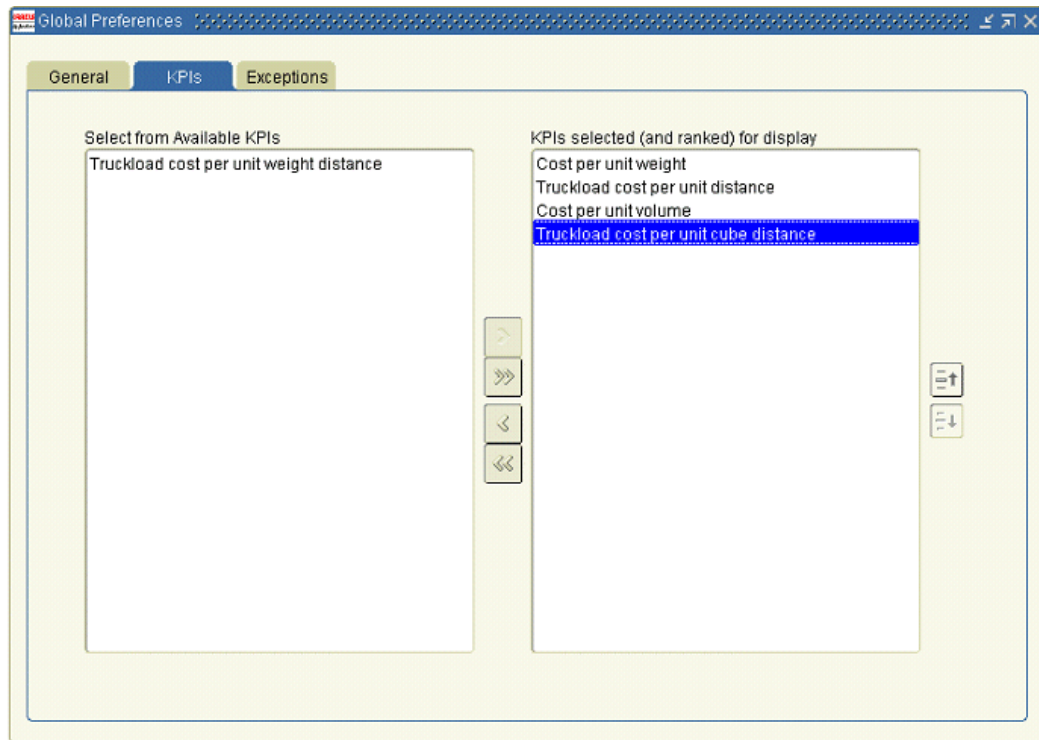 Global Preferences
General
KPIs
Exceptions
Select from Available KPIs
Truckload cost per unit weight distance
KPIs selected (and ranked) for display
Cost per unit weight
Truckload cost per unit distance
Cost per unit volume
Truckload cost per unit cube distance